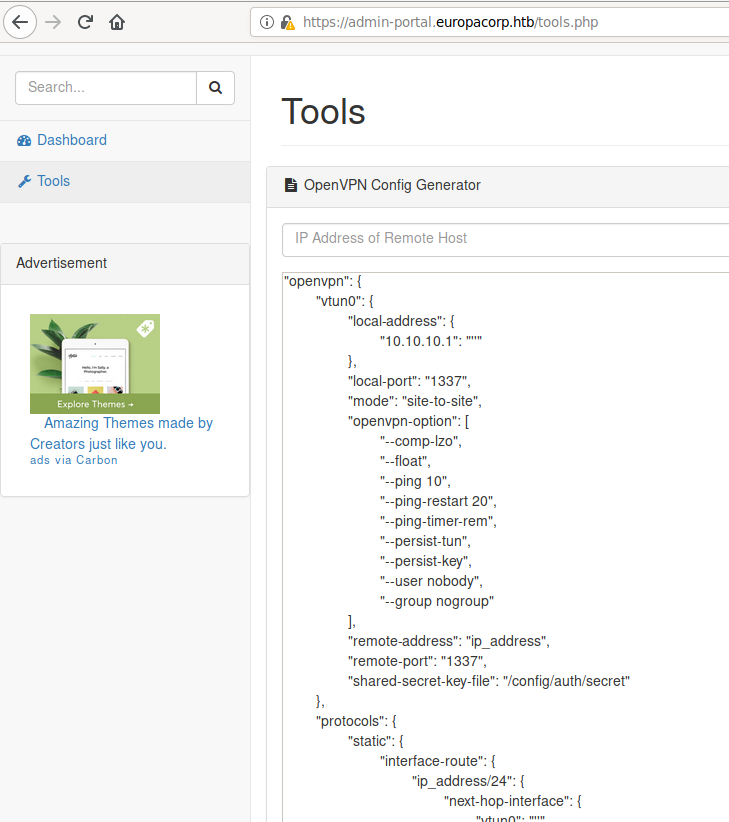 https://admin-portal.europacorp.htb/tools.php
Search...
Dashboard
Tools
Advertisement
Hello, I'm Sally, a
Photographer
Explore Themes →
Amazing Themes made by
Creators just like you.
ads via Carbon
Tools
OpenVPN Config Generator
IP Address of Remote Host
"openvpn": {
"vtun0": {
"local-address": {
"10.10.10.1": "''"
},
"local-port": "1337",
"mode": "site-to-site",
"openvpn-option": [
"--comp-lzo",
"--float",
"--ping 10",
"--ping-restart 20",
"--ping-timer-rem",
"--persist-tun",
"--persist-key",
"--user nobody",
"--group nogroup"
],
"remote-address": "ip_address",
"remote-port": "1337",
"shared-secret-key-file": "/config/auth/secret"
},
"protocols": {
"static": {
"interface-route": {
"ip_address/24": {
"next-hop-interface": {
"vtun0": "''"